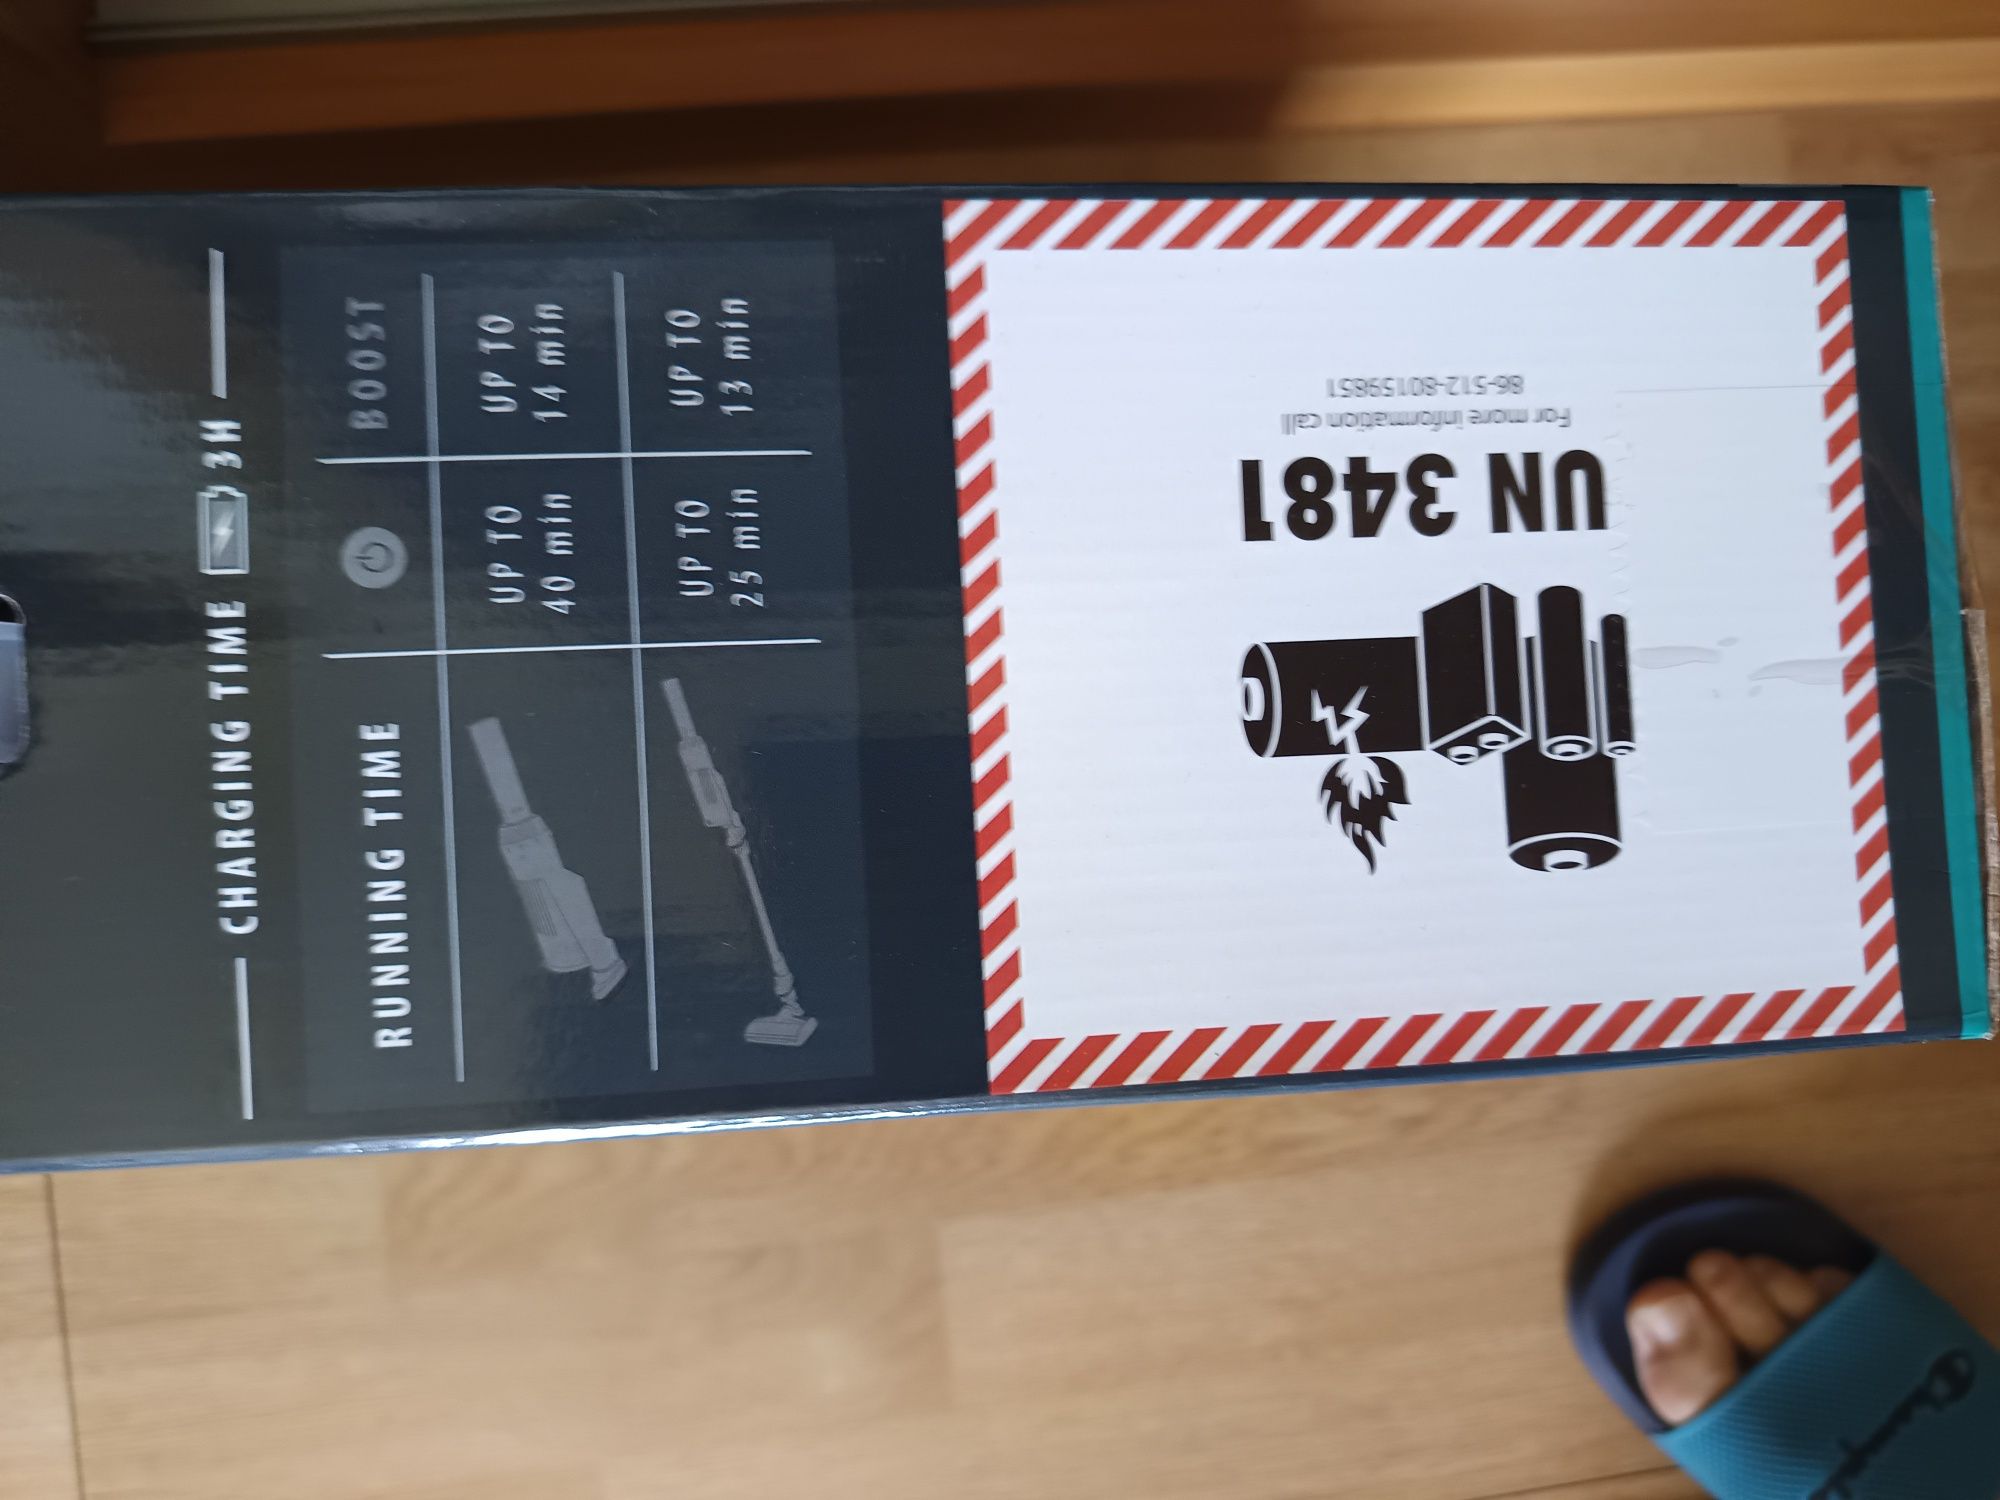 CHARGING TIME 3H
RUNNING TIME
BOOST
UP TO
40 min
UP TO
14 min
UP TO
25 min
UP TO
13 min
UN 3481
For more information call
86-512-80159851
Champion